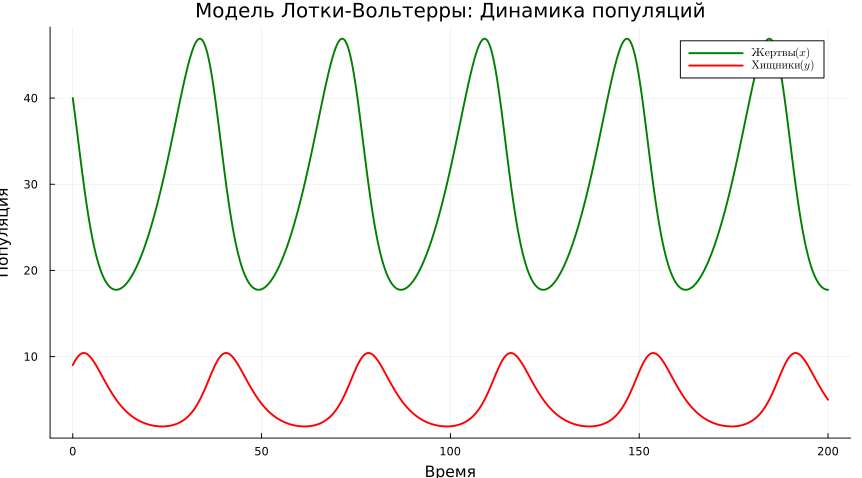 Модель Лотки-Вольтерры: Динамика популяций
Жертвы(x)
Хищники(y)
40
30
20
10
Популяция
0 50 100 150 200
Время